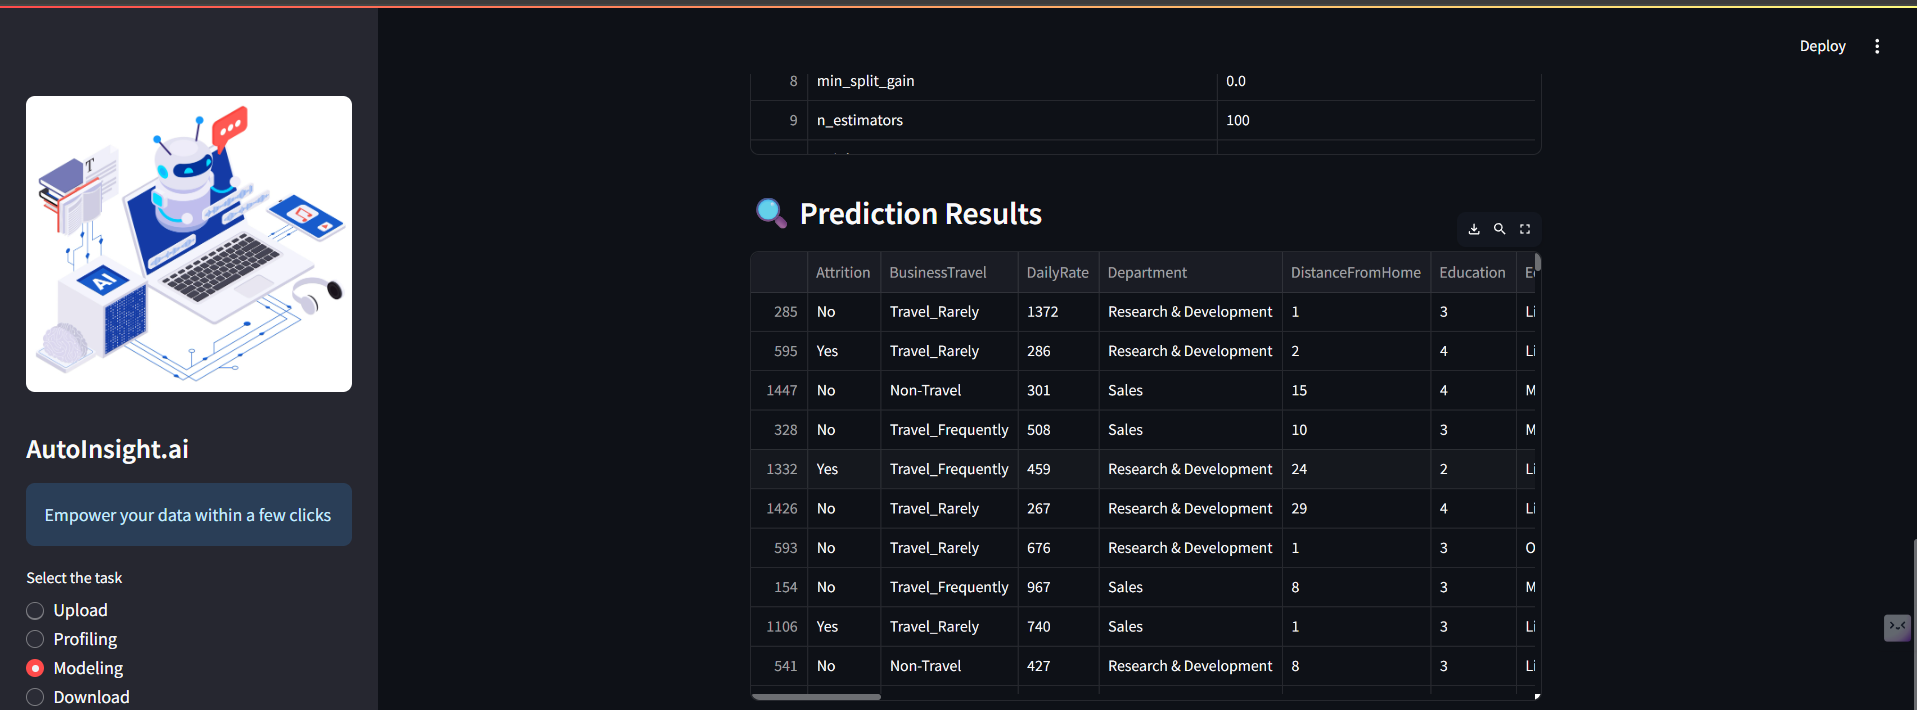 Deploy
AutoInsight.ai
Empower your data within a few clicks
Select the task
Upload
Profiling
Modeling
Download
T
AI
8 min_split_gain 0.0
9 n_estimators 100
Prediction Results
Attrition BusinessTravel DailyRate Department DistanceFromHome Education
285 No Travel_Rarely 1372 Research & Development 1 3 Li
595 Yes Travel_Rarely 286 Research & Development 2 4 Li
1447 No Non-Travel 301 Sales 15 4 M
328 No Travel_Frequently 508 Sales 10 3 M
1332 Yes Travel_Frequently 459 Research & Development 24 2 Li
1426 No Travel_Rarely 267 Research & Development 29 4 Li
593 No Travel_Rarely 676 Research & Development 1 3 O
154 No Travel_Frequently 967 Sales 8 3 M
1106 Yes Travel_Rarely 740 Sales 1 3 Li
541 No Non-Travel 427 Research & Development 8 3 Li